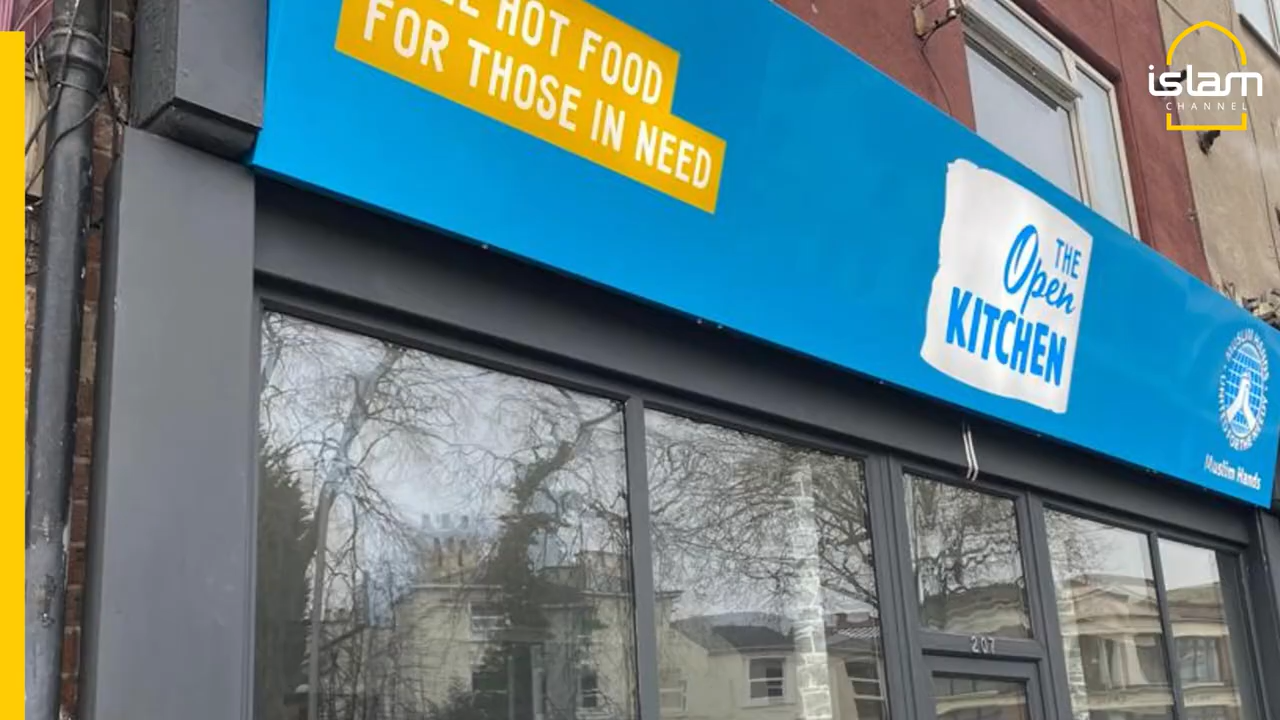 HOT FOOD
FOR THOSE IN NEED
THE
Open
KITCHEN
Muslim Hands
207
islam
CHANNEL